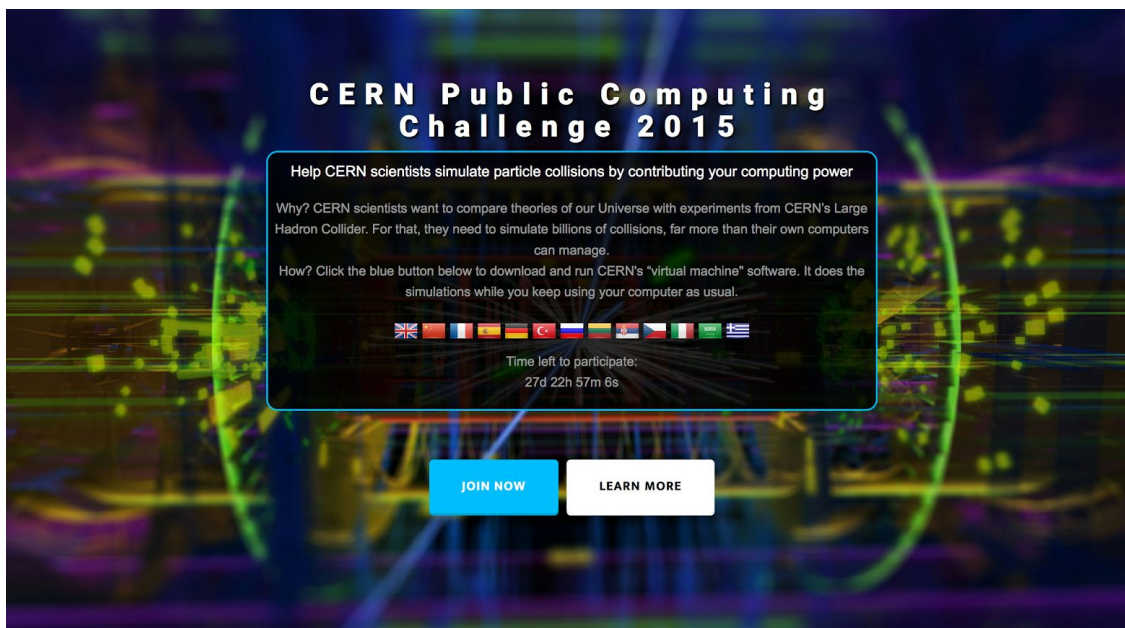 CERN Public Computing
Challenge 2015
Help CERN scientists simulate particle collisions by contributing your computing power
Why? CERN scientists want to compare theories of our Universe with experiments from CERN's Large
Hadron Collider. For that, they need to simulate billions of collisions, far more than their own computers
can manage.
How? Click the blue button below to download and run CERN's "virtual machine" software. It does the
simulations while you keep using your computer as usual.
Time left to participate:
27d 22h 57m 6s
JOIN NOW
LEARN MORE